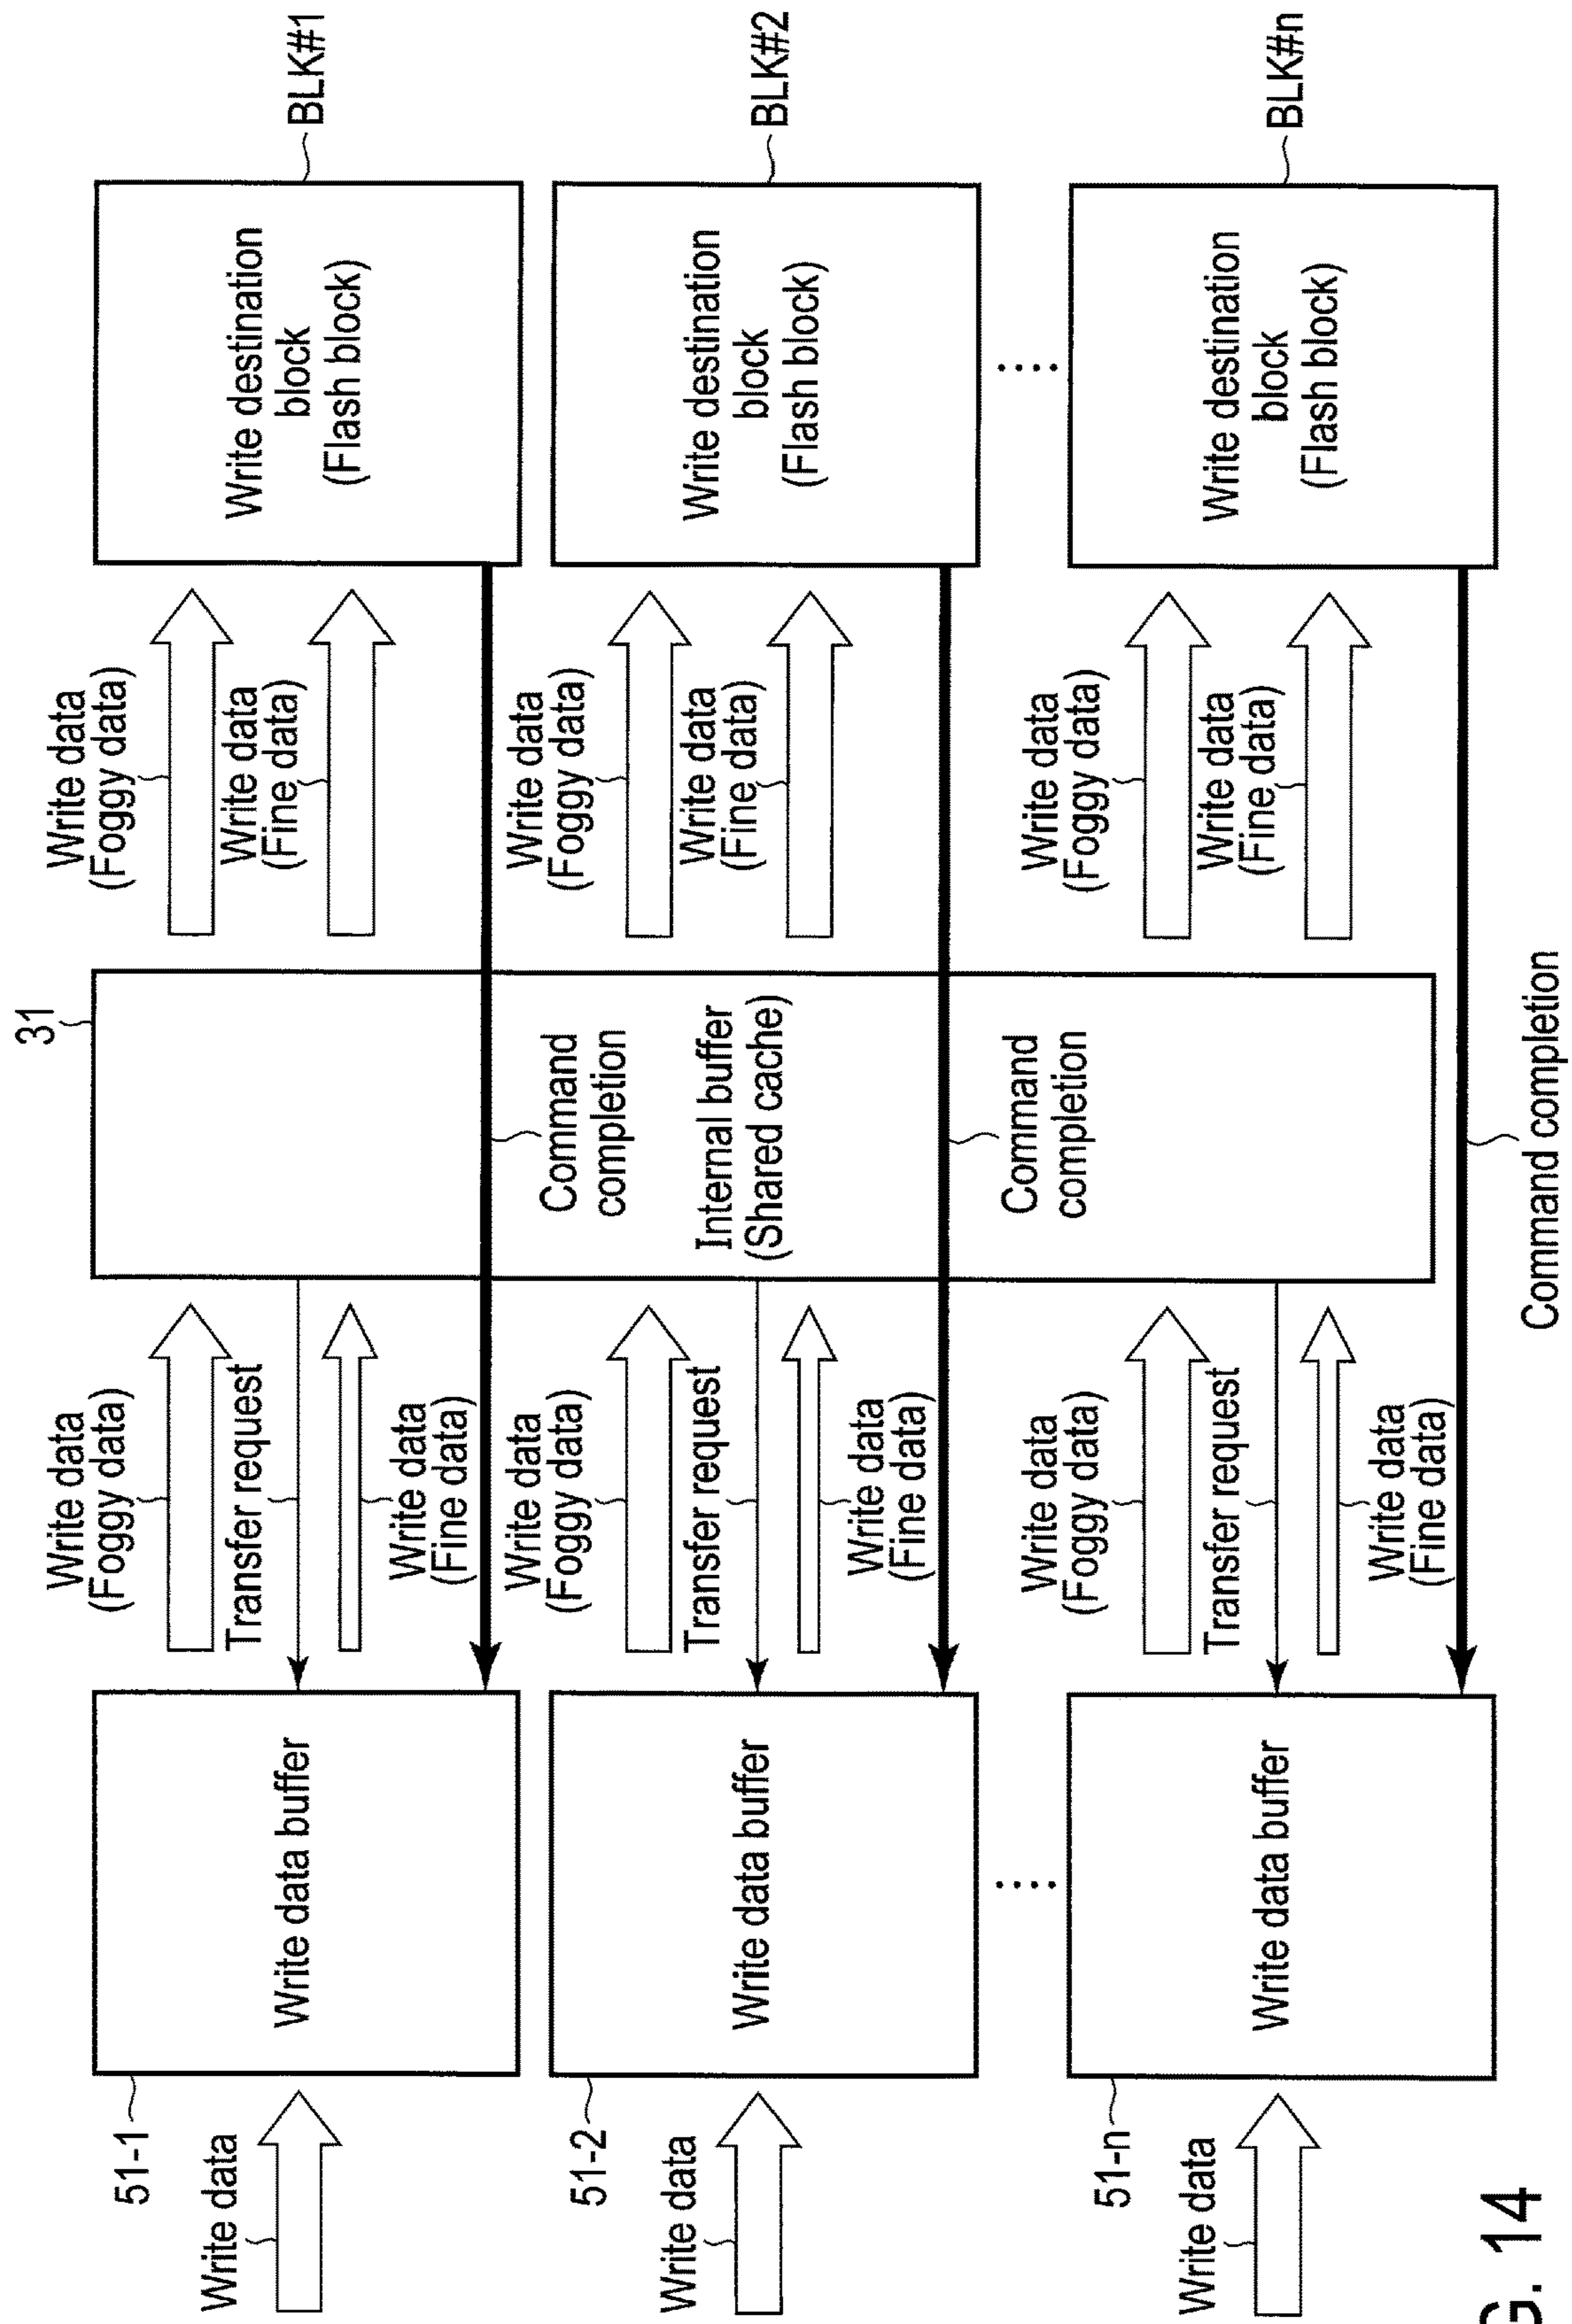 31
BLK#1
Write data
51-1
Write data buffer
Write data
(Foggy data)
Transfer request
Write data
(Fine data)
Write data
(Foggy data)
Write data
(Fine data)
Write destination
block
(Flash block)
Command
completion
Internal buffer
(Shared cache)
BLK#2
Write data
51-2
Write data buffer
Write data
(Foggy data)
Transfer request
Write data
(Fine data)
Write data
(Foggy data)
Write data
(Fine data)
Write destination
block
(Flash block)
Command
completion
BLK#n
Write data
51-n
Write data buffer
Write data
(Foggy data)
Transfer request
Write data
(Fine data)
Write data
(Foggy data)
Write data
(Fine data)
Write destination
block
(Flash block)
Command completion
G. 14